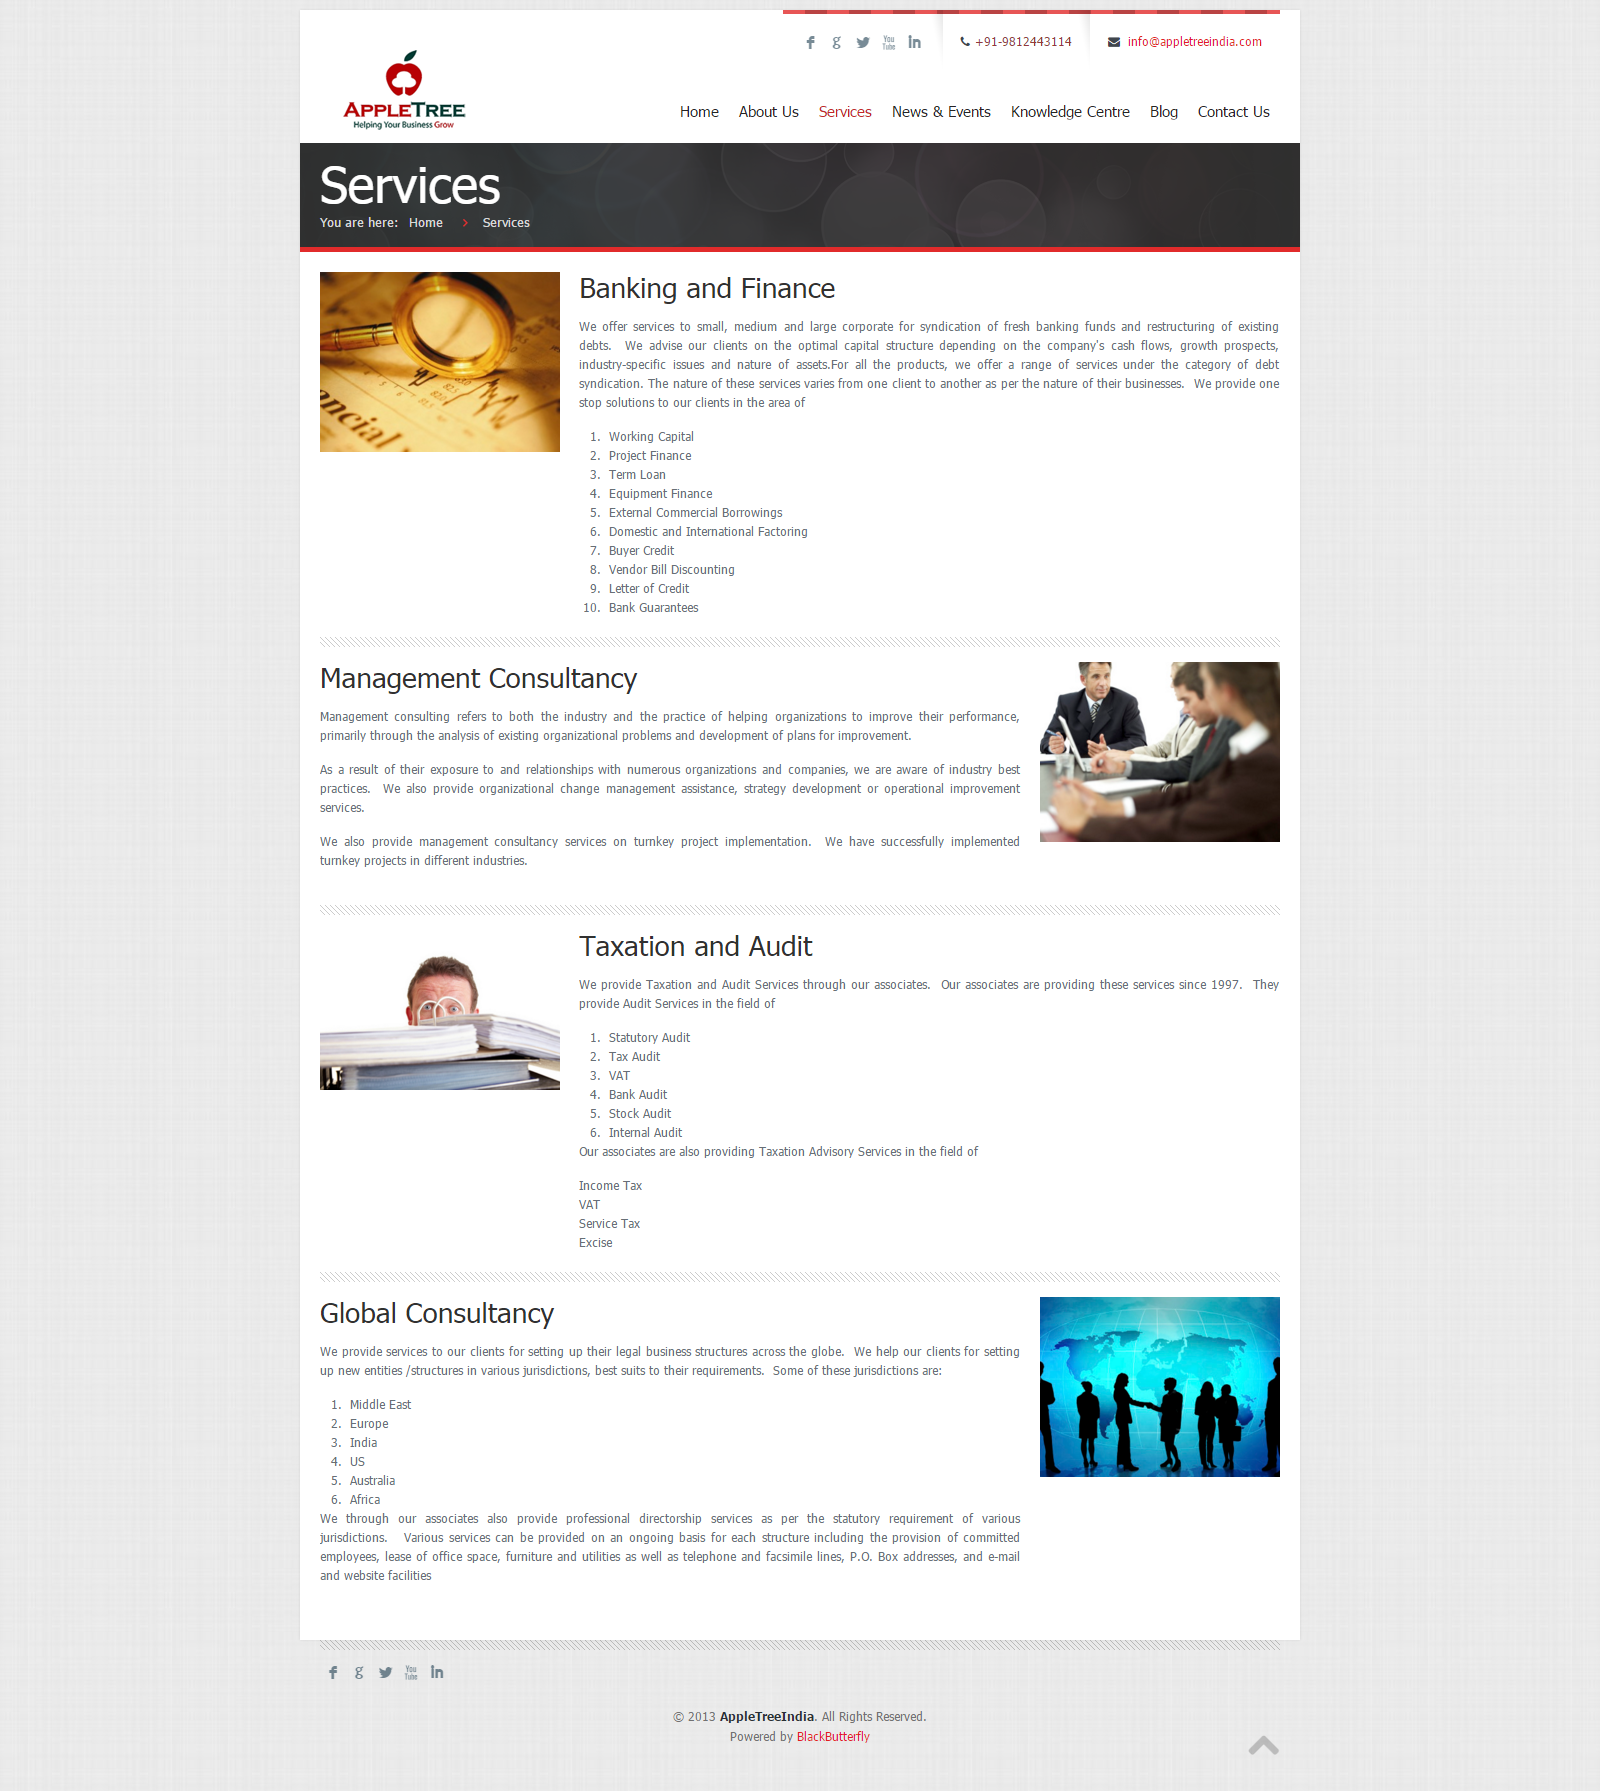 +91-9812443114
info@appletreeindia.com
APPLETREE
Helping Your Business Grow
Home About Us Services News & Events Knowledge Centre Blog Contact Us
Services
You are here: Home Services
Banking and Finance
We offer services to small, medium and large corporate for syndication of fresh banking funds and restructuring of existing
debts. We advise our clients on the optimal capital structure depending on the company's cash flows, growth prospects,
industry-specific issues and nature of assets.For all the products, we offer a range of services under the category of debt
syndication. The nature of these services varies from one client to another as per the nature of their businesses. We provide one
stop solutions to our clients in the area of
1. Working Capital
2. Project Finance
3. Term Loan
4. Equipment Finance
5. External Commercial Borrowings
6. Domestic and International Factoring
7. Buyer Credit
8. Vendor Bill Discounting
9. Letter of Credit
10. Bank Guarantees
Management Consultancy
Management consulting refers to both the industry and the practice of helping organizations to improve their performance,
primarily through the analysis of existing organizational problems and development of plans for improvement.
As a result of their exposure to and relationships with numerous organizations and companies, we are aware of industry best
practices. We also provide organizational change management assistance, strategy development or operational improvement
services.
We also provide management consultancy services on turnkey project implementation. We have successfully implemented
turnkey projects in different industries.
Taxation and Audit
We provide Taxation and Audit Services through our associates. Our associates are providing these services since 1997. They
provide Audit Services in the field of
1. Statutory Audit
2. Tax Audit
3. VAT
4. Bank Audit
5. Stock Audit
6. Internal Audit
Our associates are also providing Taxation Advisory Services in the field of
Income Tax
VAT
Service Tax
Excise
Global Consultancy
We provide services to our clients for setting up their legal business structures across the globe. We help our clients for setting
up new entities /structures in various jurisdictions, best suits to their requirements. Some of these jurisdictions are:
1. Middle East
2. Europe
3. India
4. US
5. Australia
6. Africa
We through our associates also provide professional directorship services as per the statutory requirement of various
jurisdictions. Various services can be provided on an ongoing basis for each structure including the provision of committed
employees, lease of office space, furniture and utilities as well as telephone and facsimile lines, P.O. Box addresses, and e-mail
and website facilities
© 2013 AppleTreeIndia. All Rights Reserved.
Powered by BlackButterfly